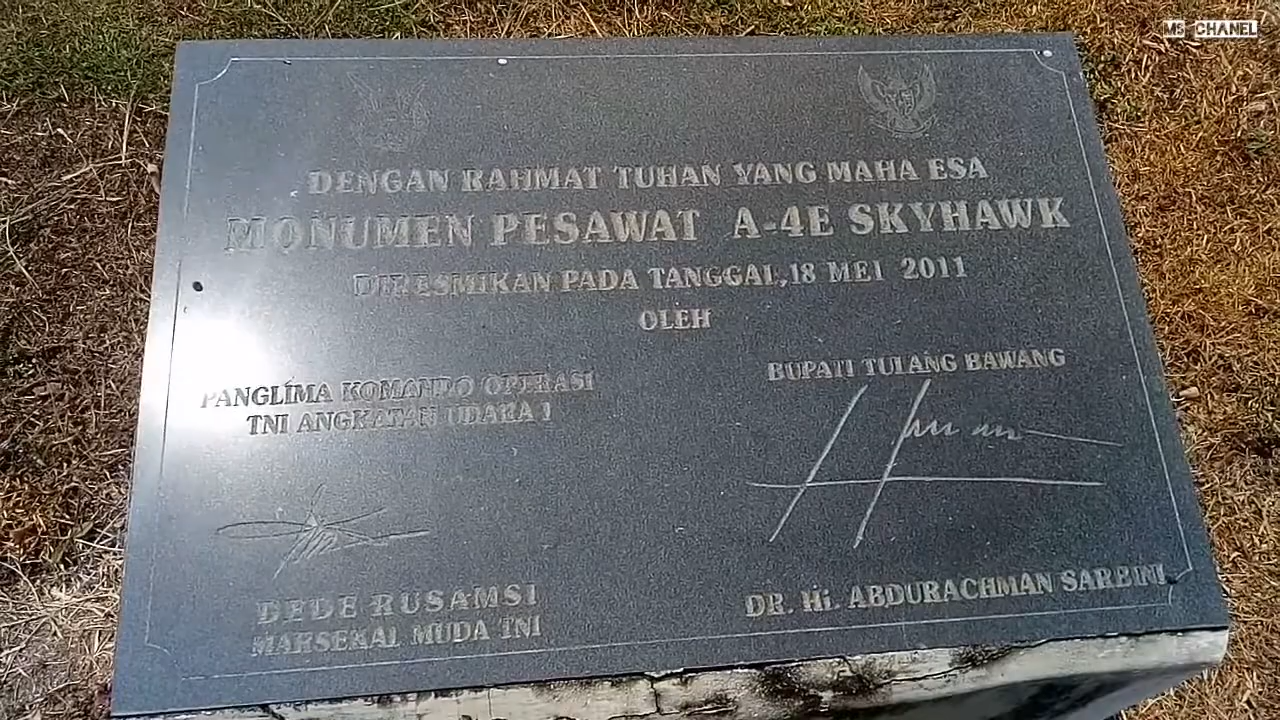 MS CHANEL
DENGAN RAHMAT TUHAN YANG MAHA ESA
MONUMEN PESAWAT A-4E SKYHAWK
DIRESMIKAN PADA TANGGAL, 18 MEI 2011
OLEH
PANGLIMA KOMANDO OPERASI
TNI ANGKATAN UDARA I
DEDE RUSAMSI
MARSEKAL MUDA TNI
BUPATI TULANG BAWANG
DR. Hi. ABDURACHMAN SARBINI